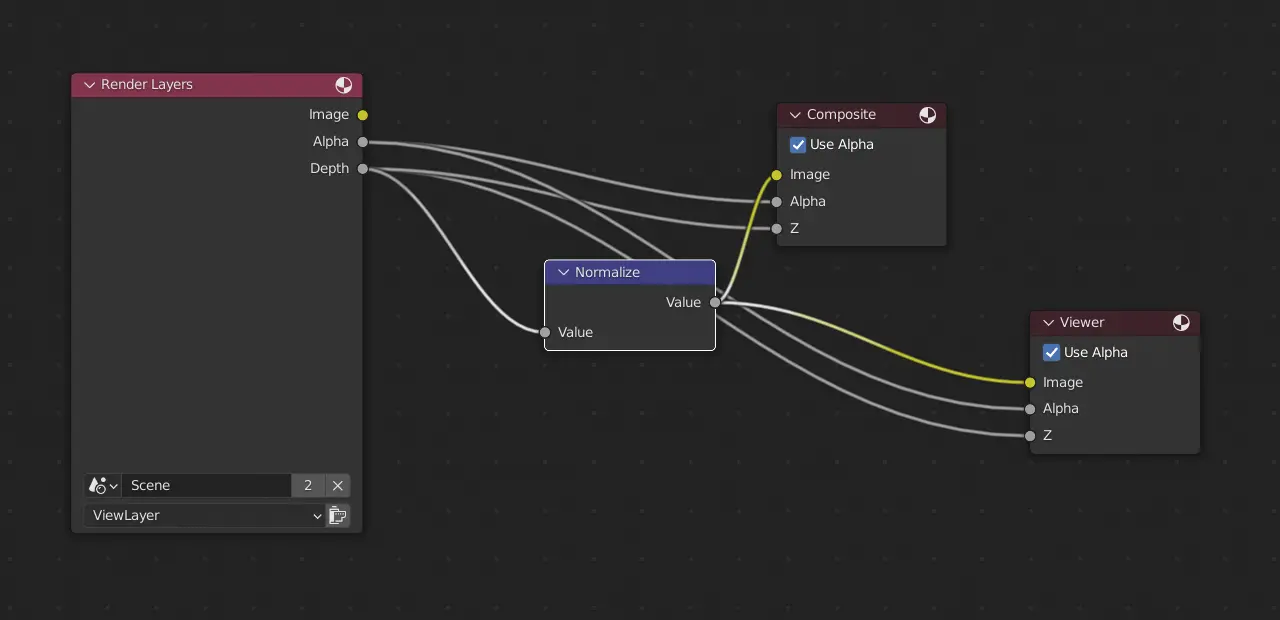 Render Layers
Image
Alpha
Depth
Scene
2
ViewLayer
Normalize
Value
Value
Composite
Use Alpha
Image
Alpha
Z
Viewer
Use Alpha
Image
Alpha
Z